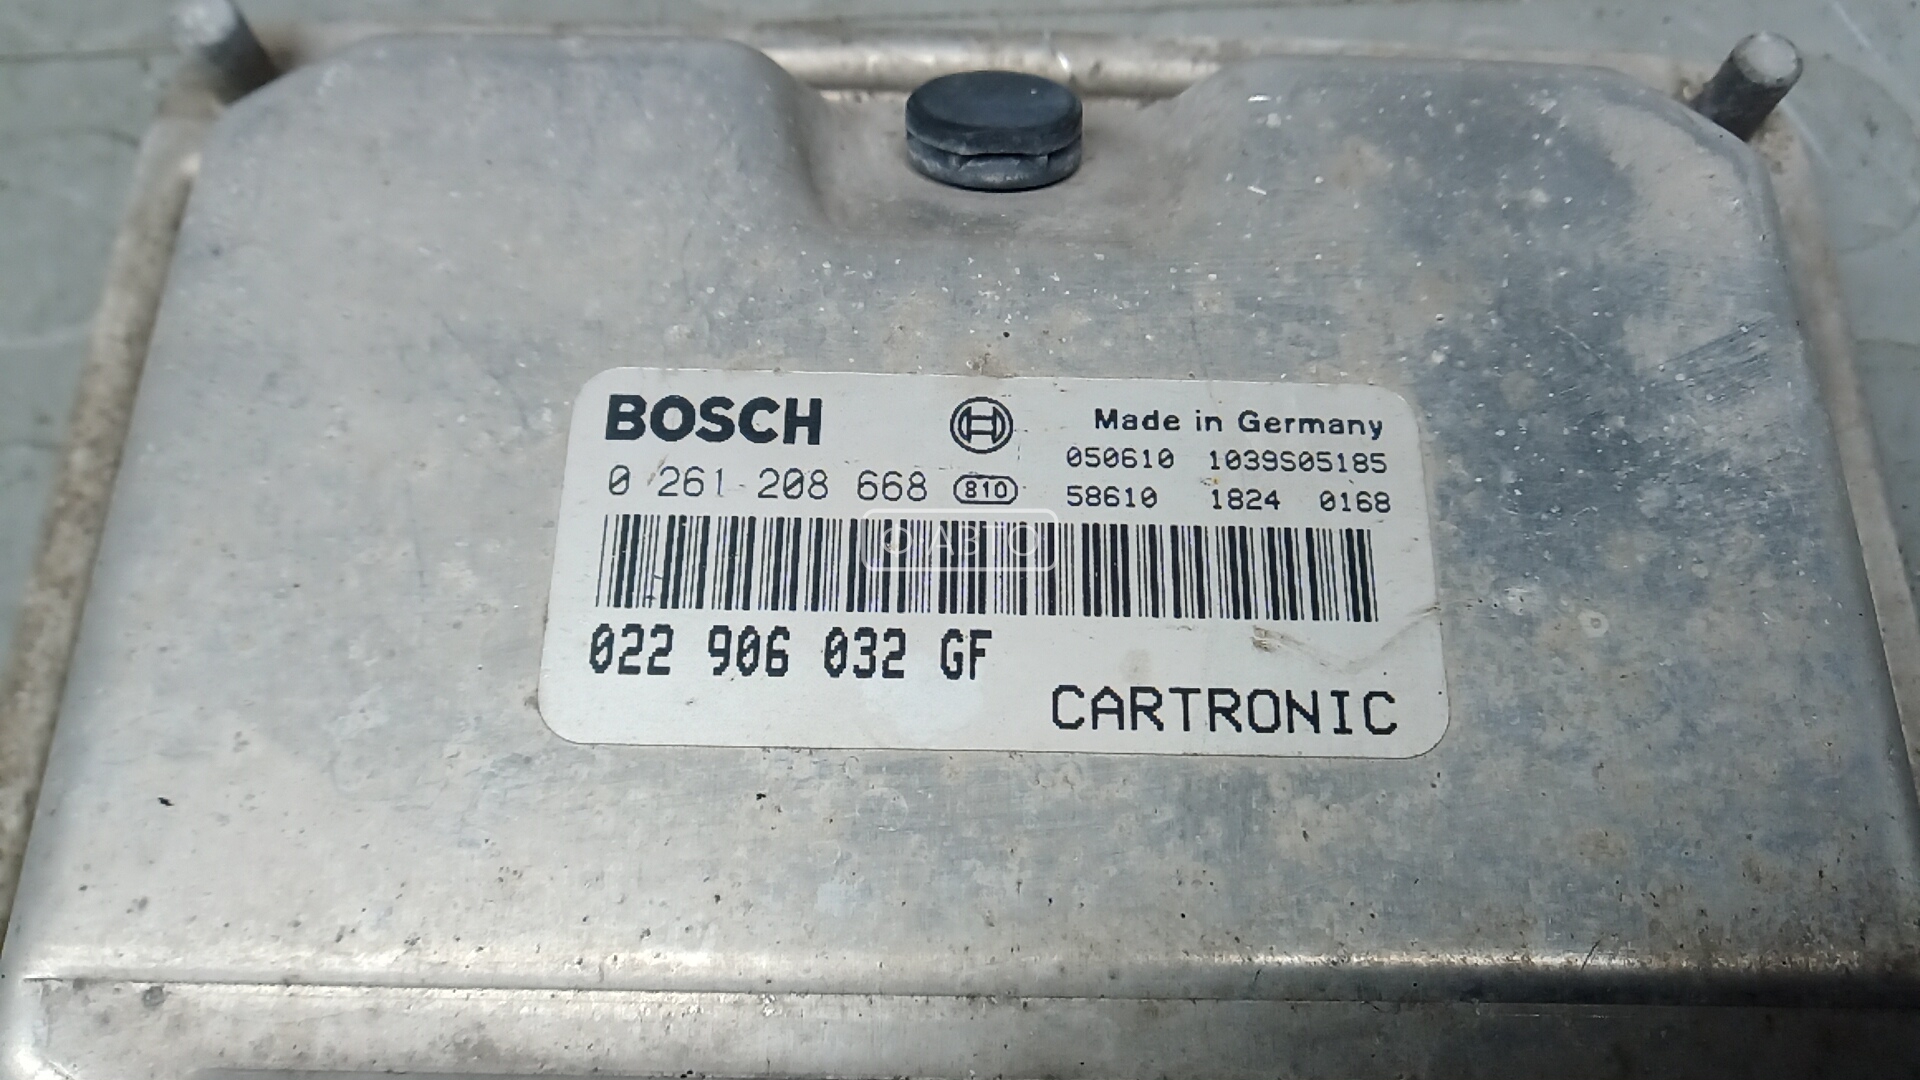 BOSCH
Made in Germany
0 261 208 668 810
050610 1039S05185
58610 1824 0168
© АЗТО
022 906 032 GF
CARTRONIC